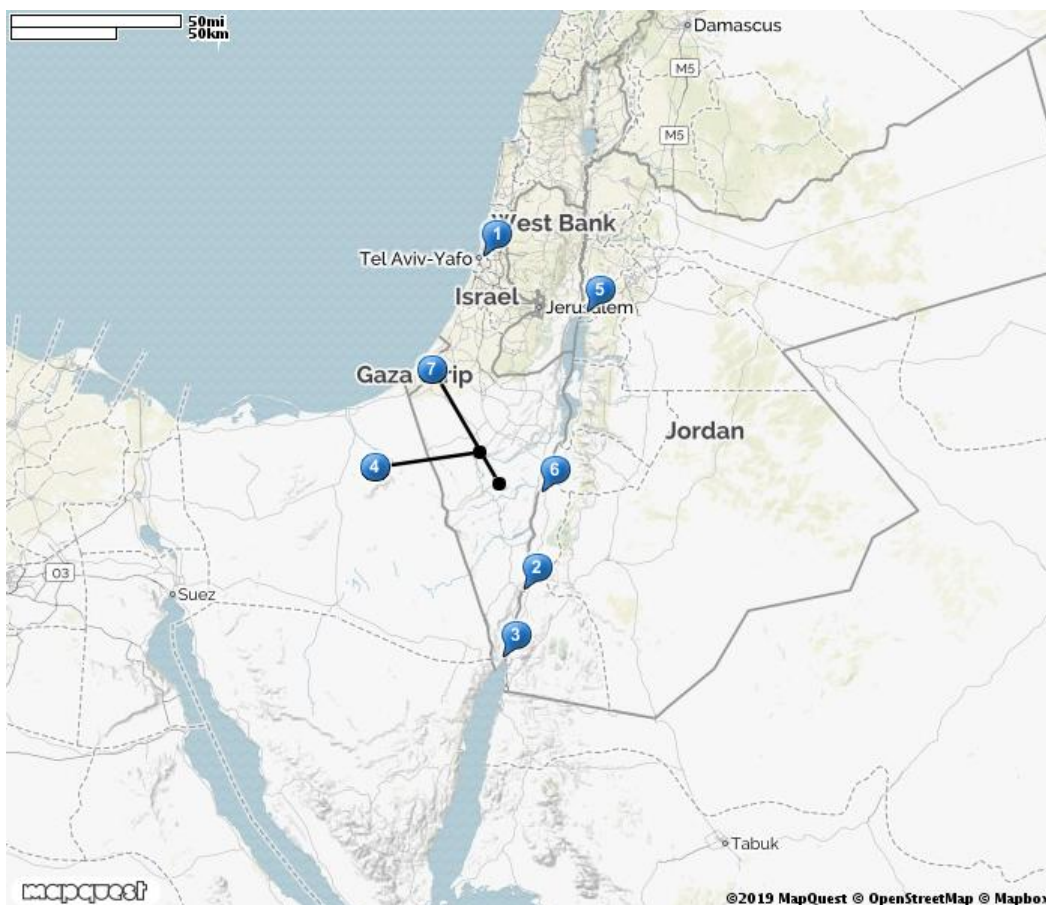 50mi
50km
Damascus
M5
M5
1
West Bank
Tel Aviv-Yafo
5
Israel
Jerusalem
7
Gaza Strip
Jordan
4
6
03
2
Suez
3
Tabuk
mapquest
©2019 MapQuest © OpenStreetMap © Mapbox